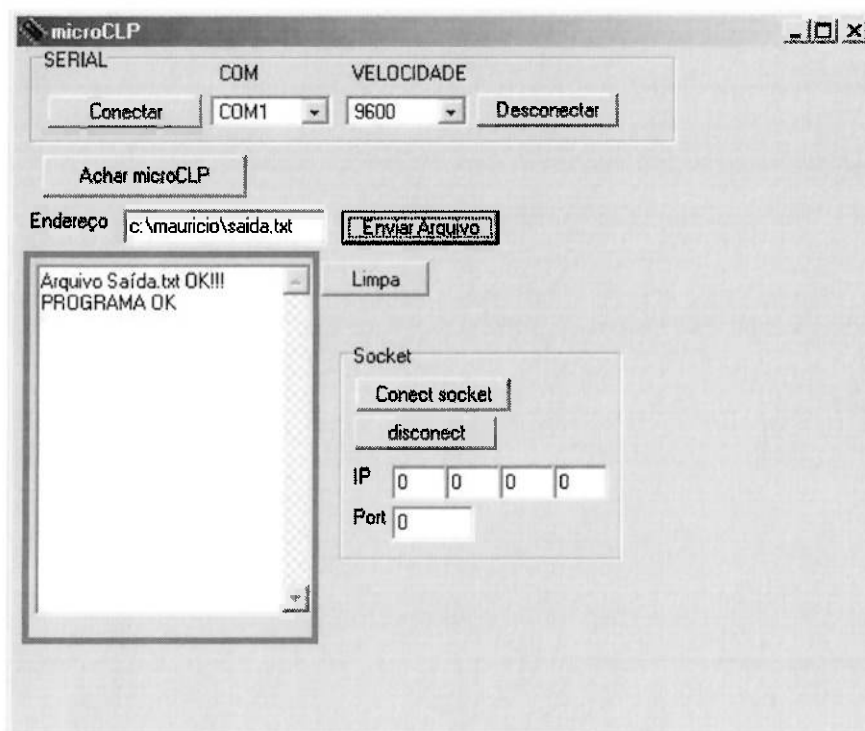 microCLP
SERIAL
COM VELOCIDADE
Conectar COM1 9600 Desconectar
Achar microCLP
Endereço c:\mauricio\saida.txt Enviar Arquivo
Arquivo Saída.txt OK!!!
PROGRAMA OK
Limpa
Socket
Conect socket
disconect
IP 0 0 0 0
Port 0